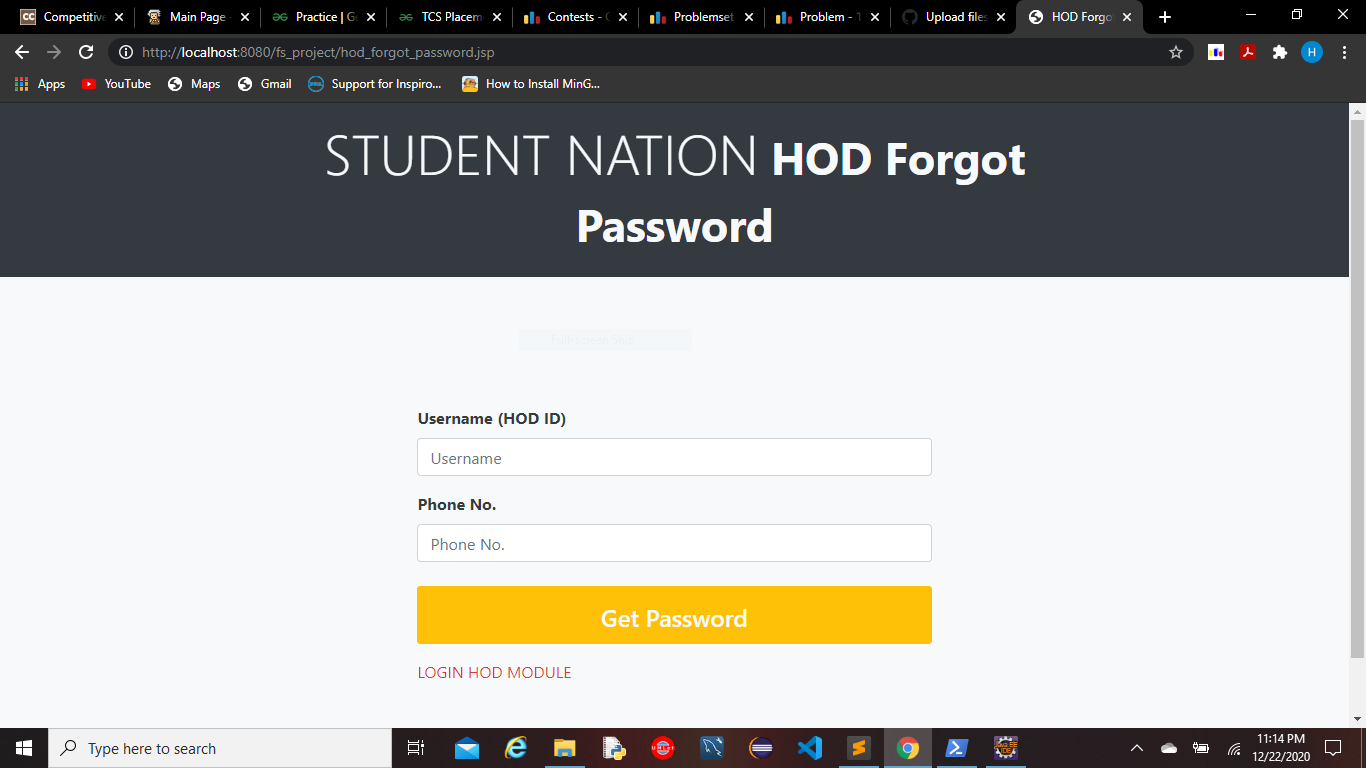 Competitive
Main Page
Practice | G
TCS Placem
Contests -
Problemset
Problem - T
Upload files
HOD Forgo
http://localhost:8080/fs_project/hod_forgot_password.jsp
H
Apps
YouTube
Maps
Gmail
Support for Inspiro...
How to Install MinG...
STUDENT NATION HOD Forgot
Password
Full-screen Snip
Username (HOD ID)
Username
Phone No.
Phone No.
Get Password
LOGIN HOD MODULE
Type here to search
11:14 PM
12/22/2020